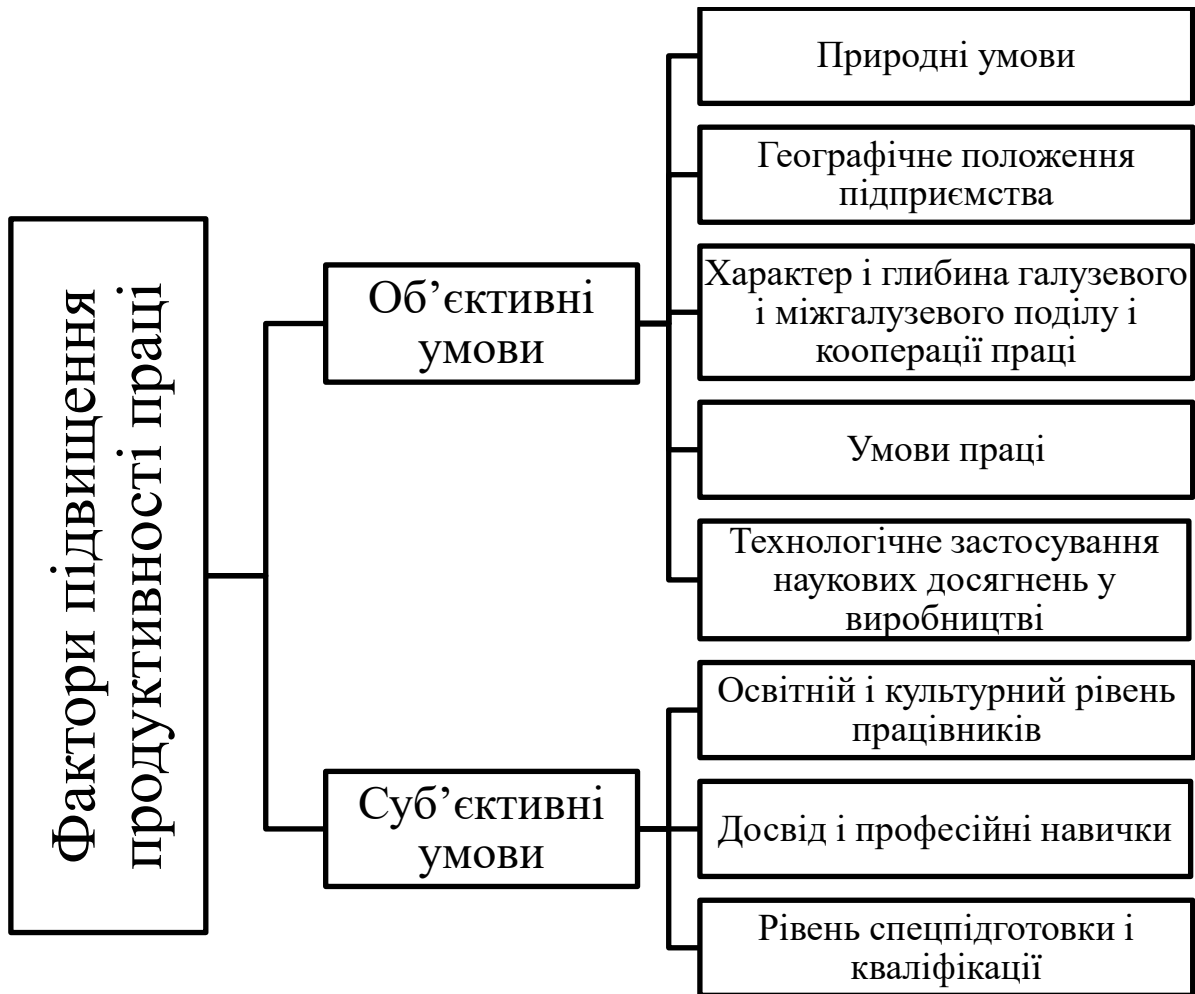 Фактори підвищення
продуктивності праці
Об’єктивні
умови
Природні умови
Географічне положення
підприємства
Характер і глибина галузевого
і міжгалузевого поділу і
кооперації праці
Умови праці
Технологічне застосування
наукових досягнень у
виробництві
Суб’єктивні
умови
Освітній і культурний рівень
працівників
Досвід і професійні навички
Рівень спецпідготовки і
кваліфікації